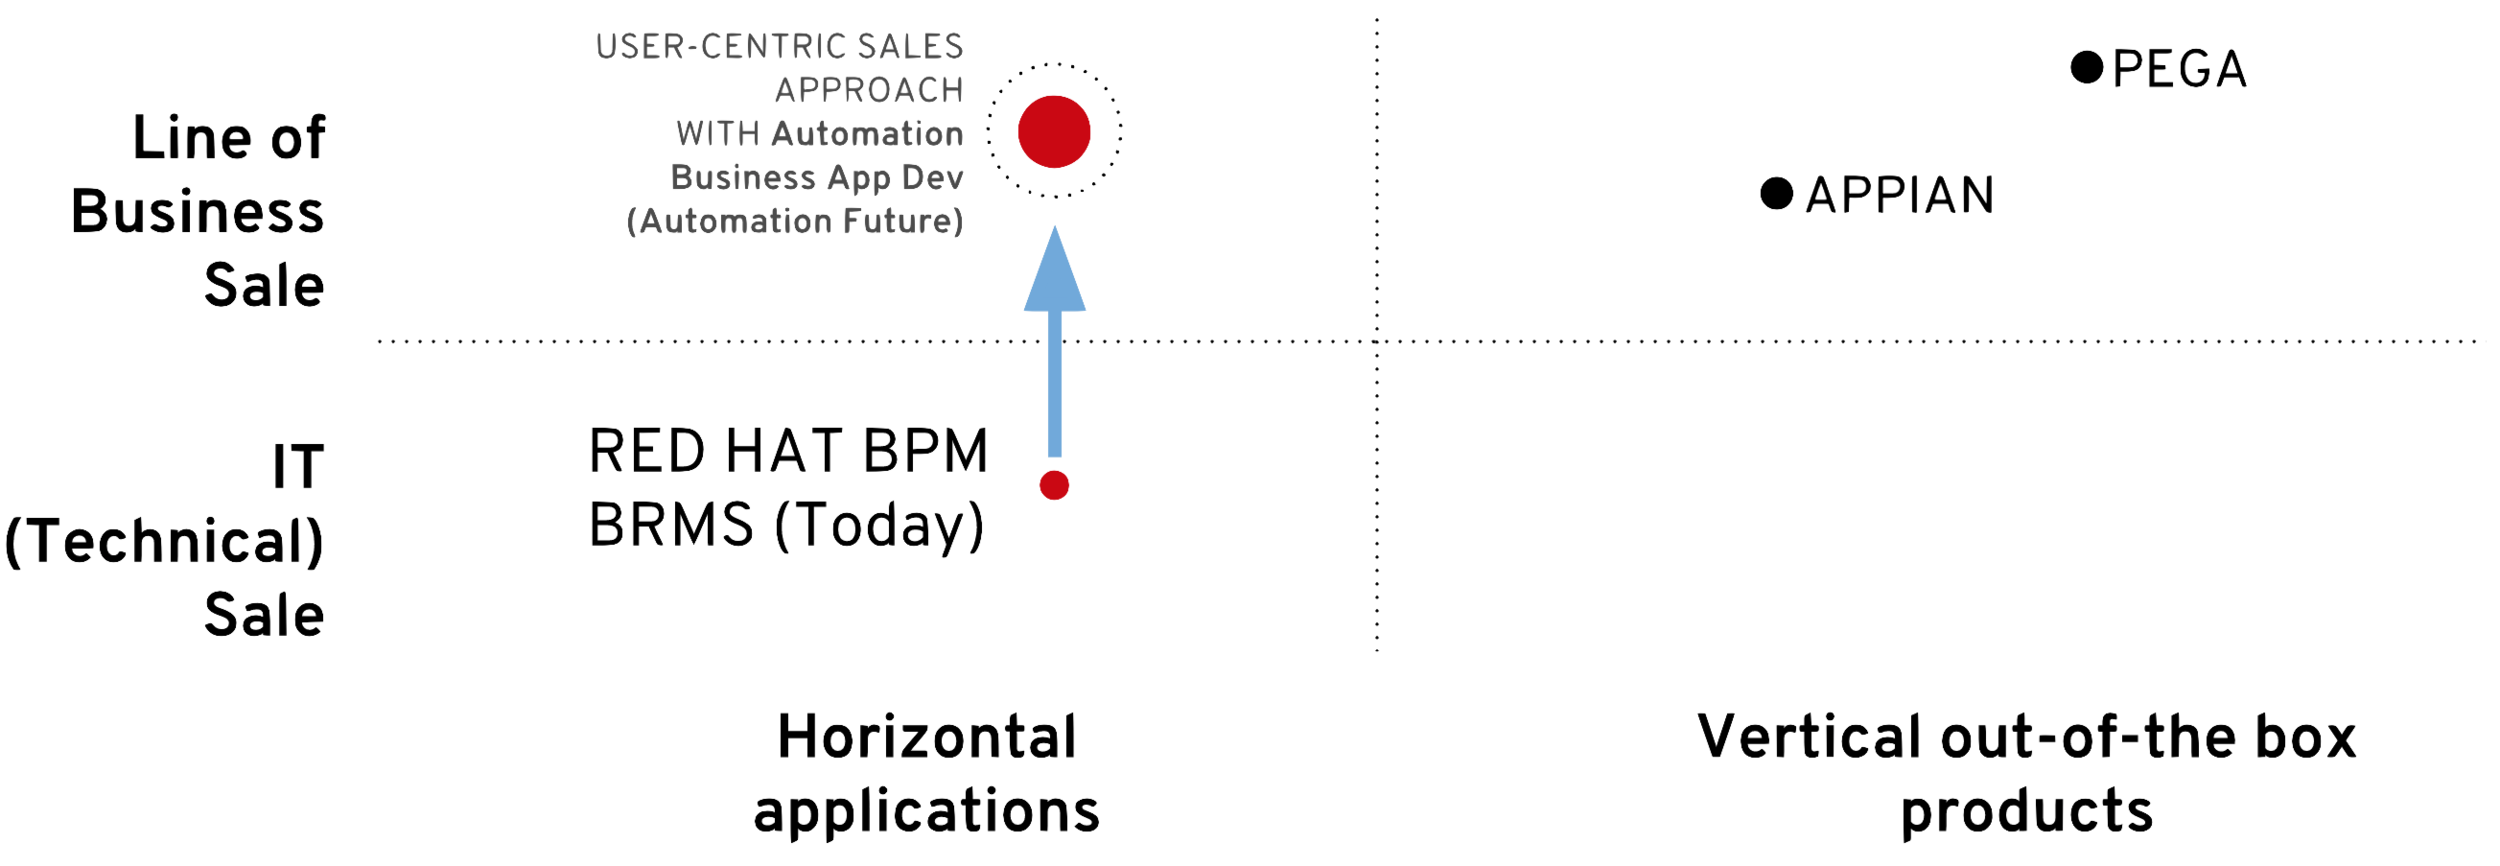 USER-CENTRIC SALES
APPROACH
WITH Automation
Business App Dev
(Automation Future)
PEGA
APPIAN
Line of
Business
Sale
RED HAT BPM
BRMS (Today)
IT
(Technical)
Sale
Horizontal
applications
Vertical out-of-the box
products